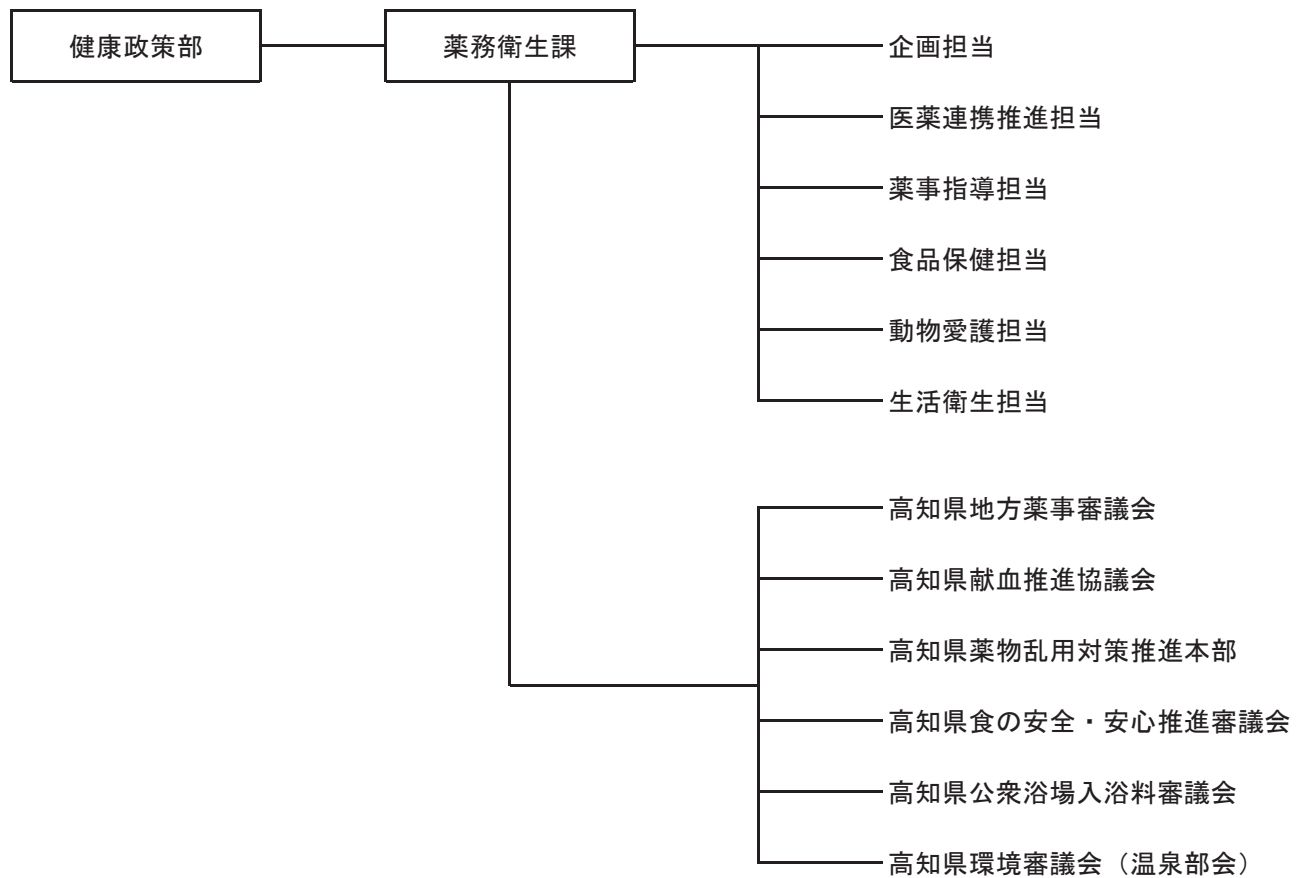 健康政策部
薬務衛生課
企画担当
医薬連携推進担当
薬事指導担当
食品保健担当
動物愛護担当
生活衛生担当
高知県地方薬事審議会
高知県献血推進協議会
高知県薬物乱用対策推進本部
高知県食の安全・安心推進審議会
高知県公衆浴場入浴料審議会
高知県環境審議会（温泉部会）